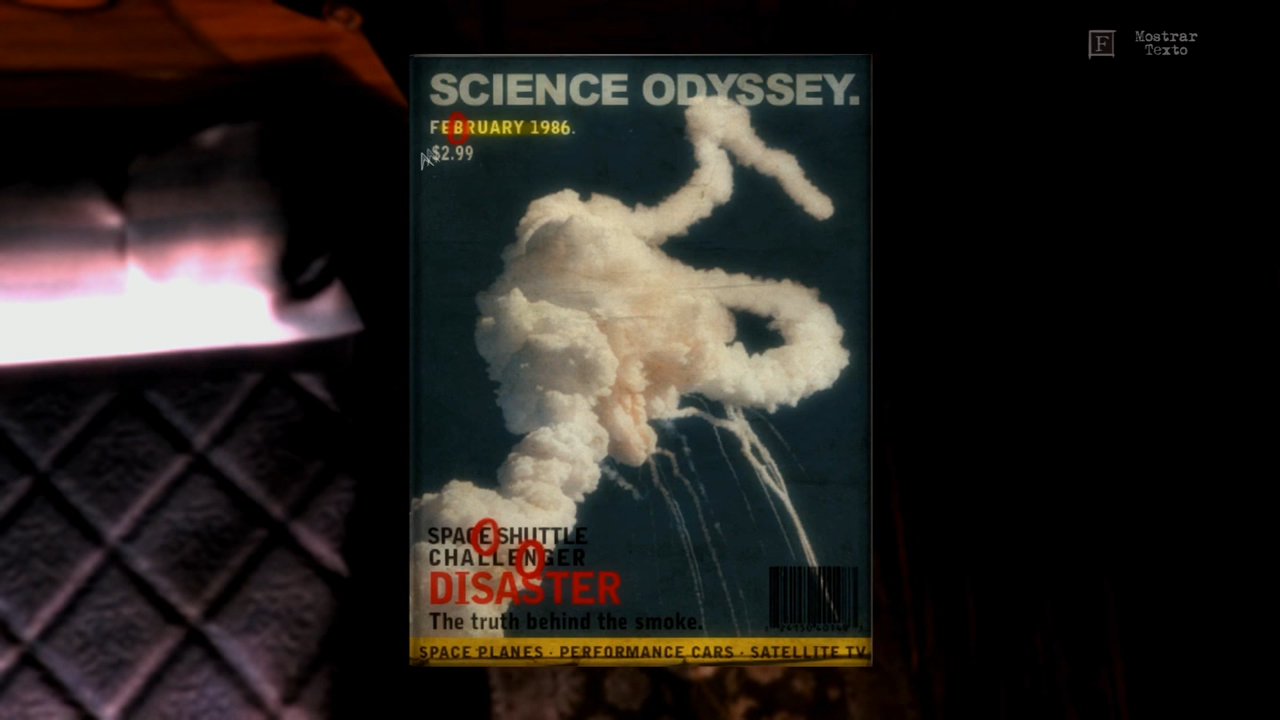 SCIENCE ODYSSEY.
FEBRUARY 1986.
$2.99
SPACE SHUTTLE
CHALLENGER
DISASTER
The truth behind the smoke.
SPACE PLANES · PERFORMANCE CARS · SATELLITE TV
F Mostrar
Texto